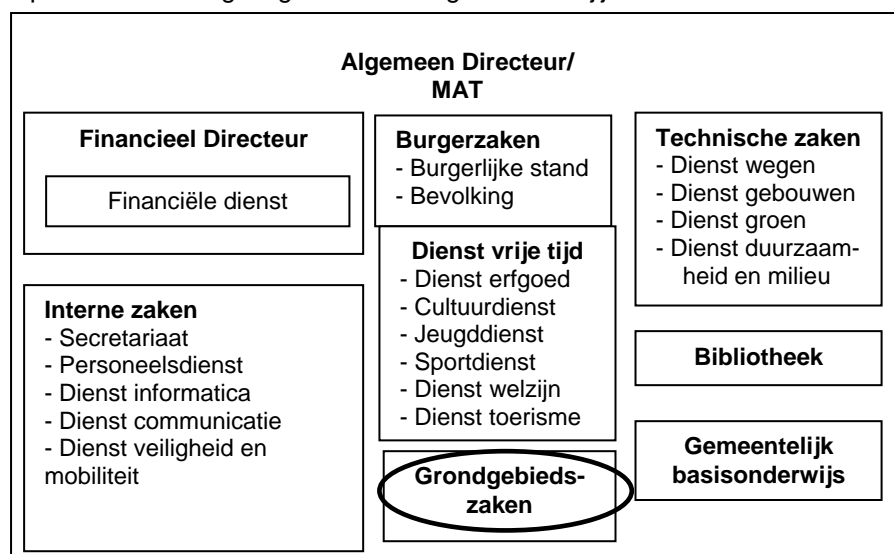 Algemeen Directeur/
MAT
Financieel Directeur
Financiële dienst
Interne zaken
- Secretariaat
- Personeelsdienst
- Dienst informatica
- Dienst communicatie
- Dienst veiligheid en
mobiliteit
Burgerzaken
- Burgerlijke stand
- Bevolking
Dienst vrije tijd
- Dienst erfgoed
- Cultuurdienst
- Jeugddienst
- Sportdienst
- Dienst welzijn
- Dienst toerisme
Grondgebieds-
zaken
Technische zaken
- Dienst wegen
- Dienst gebouwen
- Dienst groen
- Dienst duurzaam-
heid en milieu
Bibliotheek
Gemeentelijk
basisonderwijs